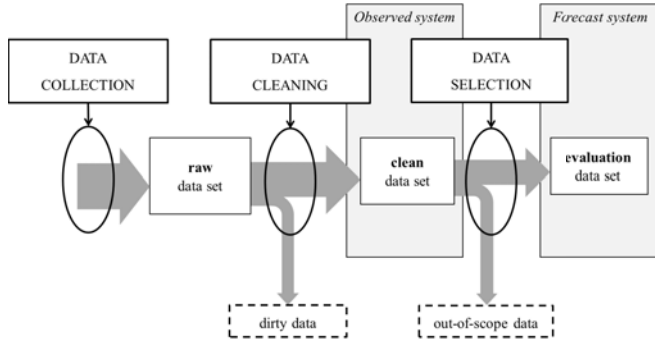 Observed system
Forecast system
DATA
COLLECTION
DATA
CLEANING
DATA
SELECTION
raw
data set
clean
data set
evaluation
data set
dirty data
out-of-scope data